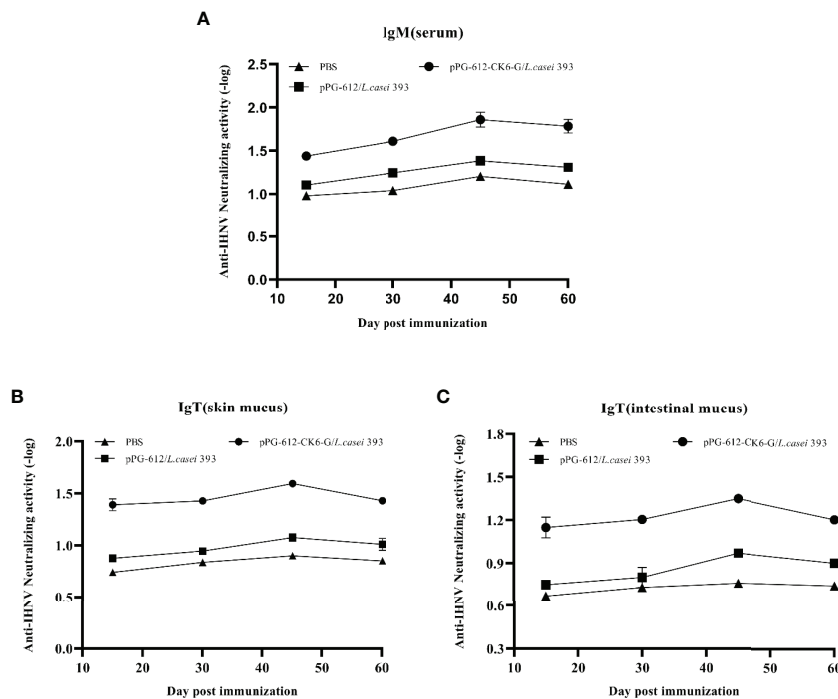 A
IgM(serum)
2.5
PBS
pPG-612-CK6-G/L.casei 393
pPG-612/L.casei 393
2.0
1.5
1.0
0.5
0.0
Anti-IHNV Neutralizing activity (-log)
10 20 30 40 50 60
Day post immunization
B
IgT(skin mucus)
2.0
PBS
pPG-612-CK6-G/L.casei 393
pPG-612/L.casei 393
1.5
1.0
0.5
0.0
Anti-IHNV Neutralizing activity (-log)
10 20 30 40 50 60
Day post immunization
C
IgT(intestinal mucus)
1.8
PBS
pPG-612-CK6-G/L.casei 393
pPG-612/L.casei 393
1.5
1.2
0.9
0.6
0.3
Anti-IHNV Neutralizing activity (-log)
10 20 30 40 50 60
Day post immunization